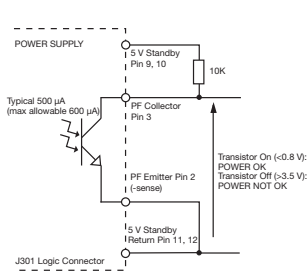 POWER SUPPLY
5 V Standby
Pin 9, 10
10K
Typical 500 µA
(max allowable 600 µA)
PF Collector
Pin 3
Transistor On (<0.8 V):
POWER OK
Transistor Off (>3.5 V):
POWER NOT OK
PF Emitter Pin 2
(-sense)
5 V Standby
Return Pin 11, 12
J301 Logic Connector